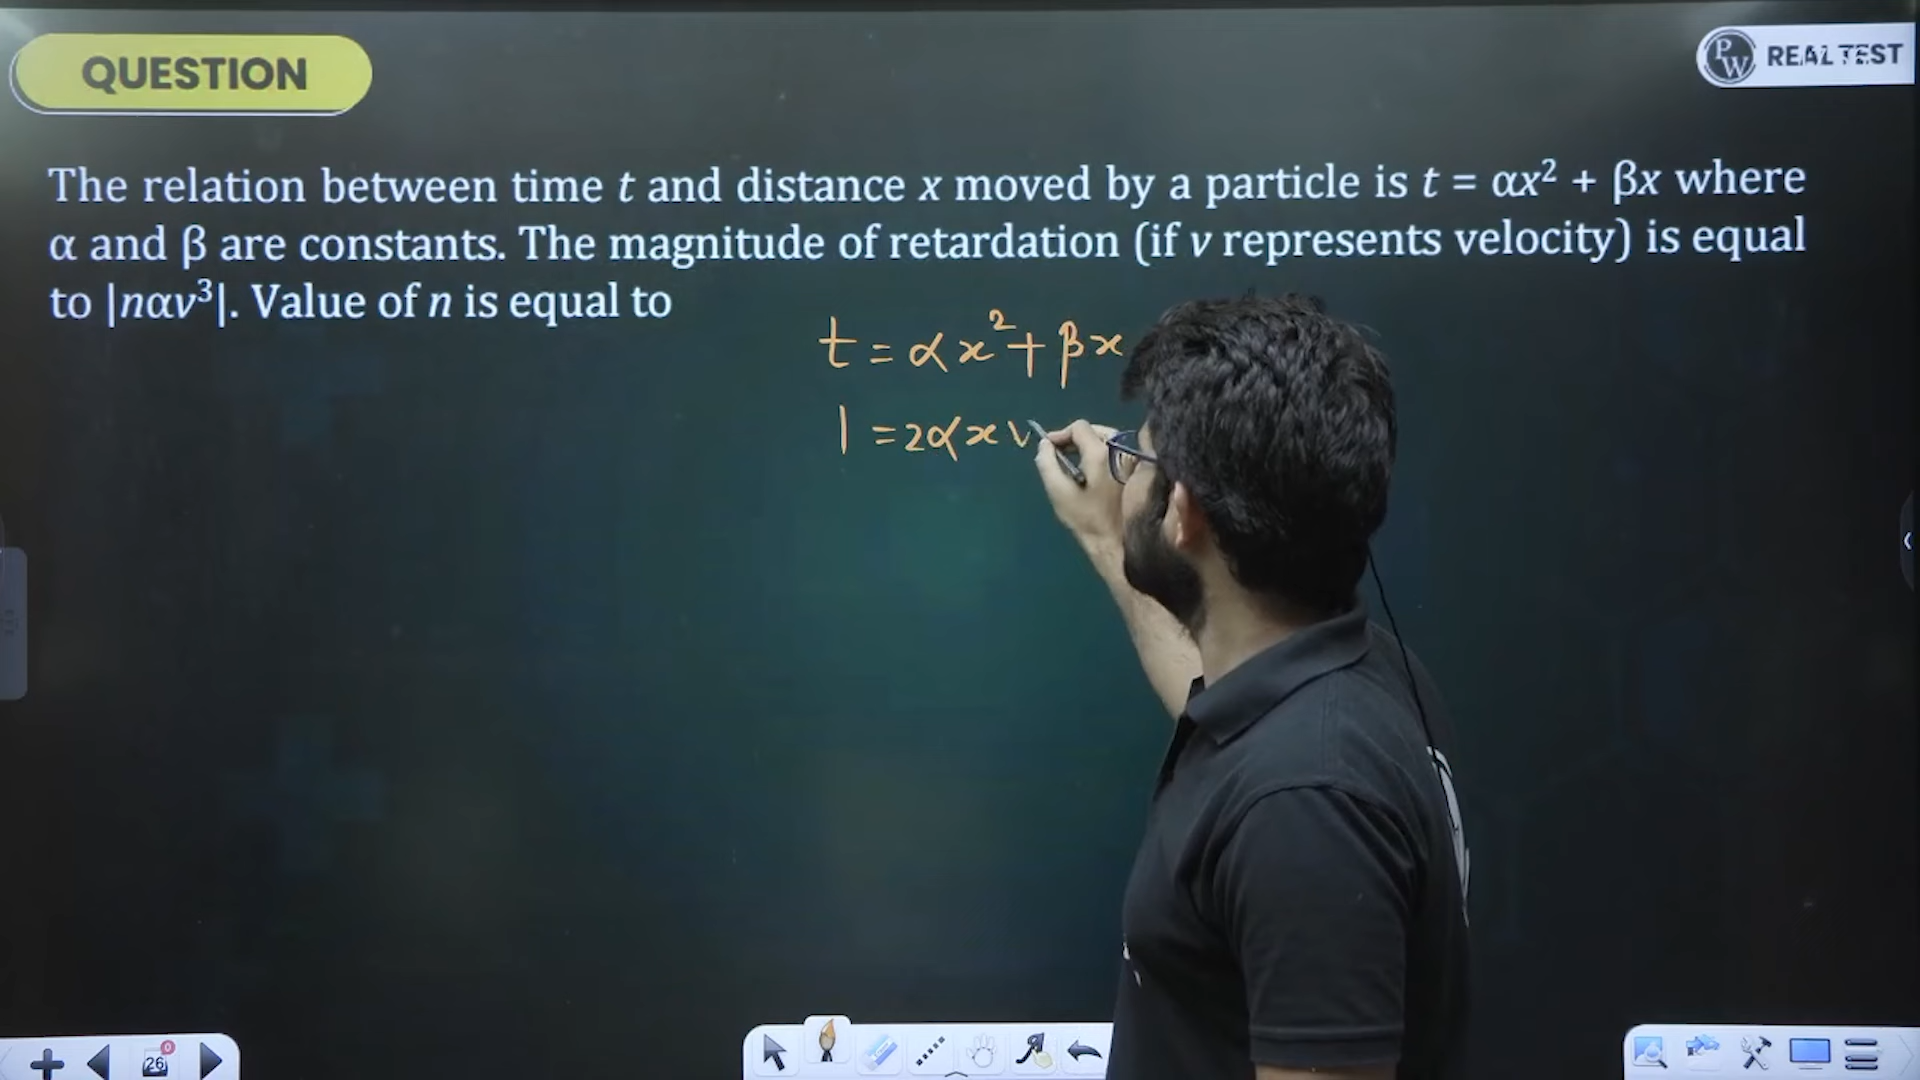 QUESTION
PW REAL TEST
The relation between time t and distance x moved by a particle is t = αx² + βx where
α and β are constants. The magnitude of retardation (if v represents velocity) is equal
to |nαv³|. Value of n is equal to
t = αx² + βx
1 = 2αxv
26
0